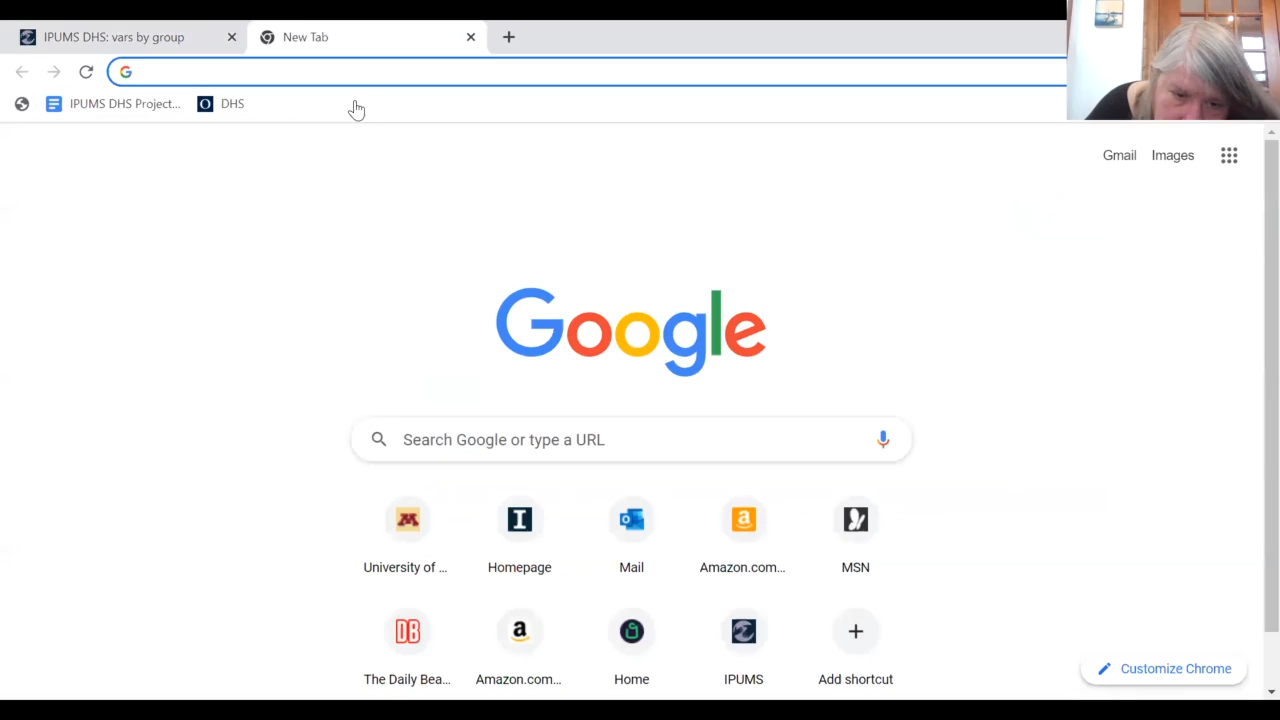 IPUMS DHS: vars by group
New Tab
IPUMS DHS Project...
DHS
Gmail
Images
Google
Search Google or type a URL
University of ...
Homepage
Mail
Amazon.com...
MSN
The Daily Bea...
Amazon.com...
Home
IPUMS
Add shortcut
Customize Chrome